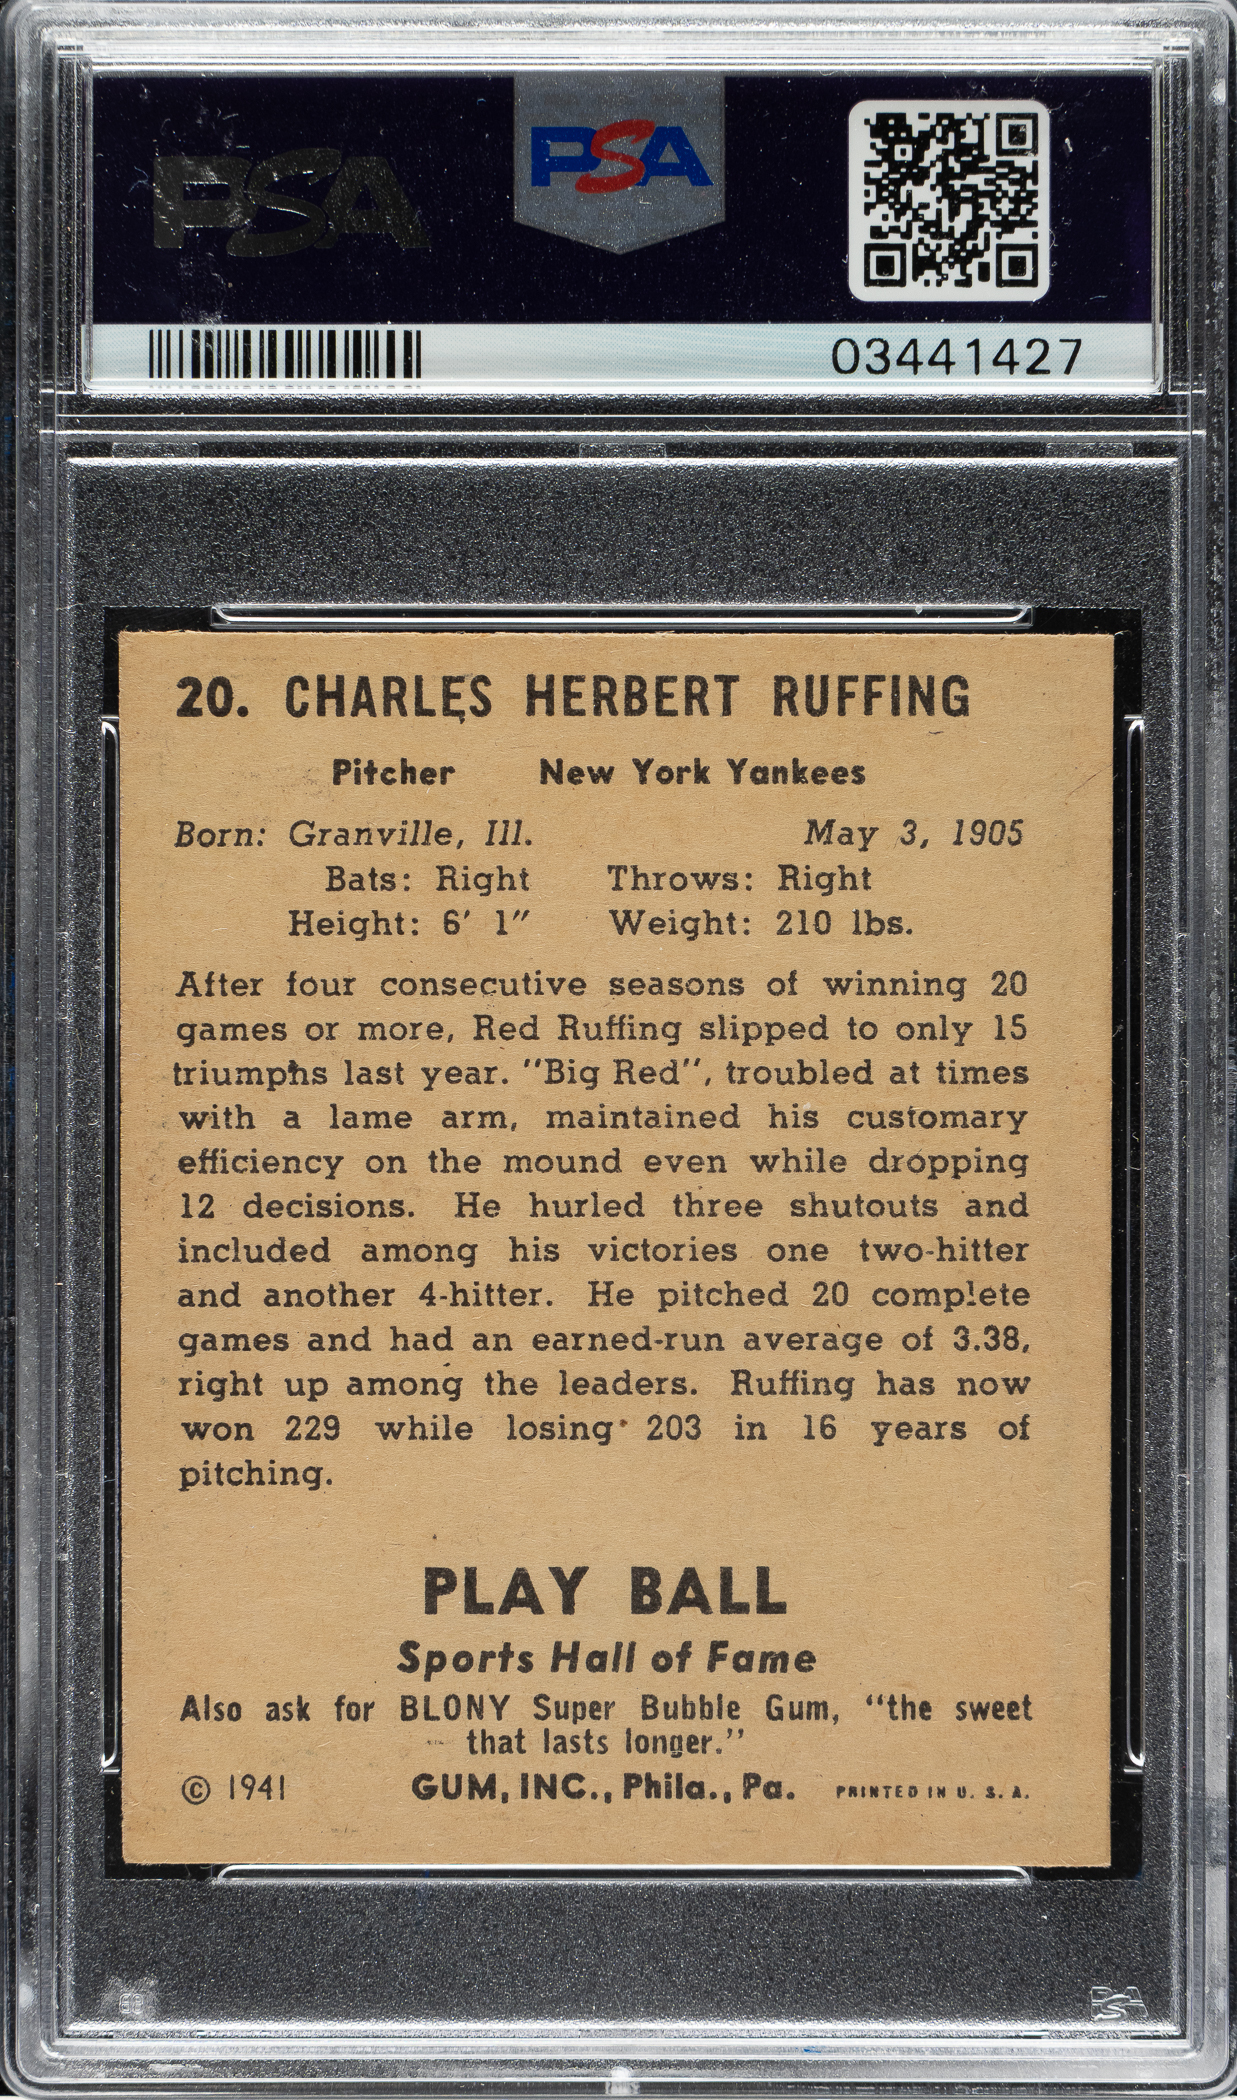 PSA
PSA
03441427
20. CHARLES HERBERT RUFFING
Pitcher New York Yankees
Born: Granville, Ill. May 3, 1905
Bats: Right Throws: Right
Height: 6' 1" Weight: 210 lbs.
After four consecutive seasons of winning 20
games or more, Red Ruffing slipped to only 15
triumphs last year. "Big Red", troubled at times
with a lame arm, maintained his customary
efficiency on the mound even while dropping
12 decisions. He hurled three shutouts and
included among his victories one two-hitter
and another 4-hitter. He pitched 20 complete
games and had an earned-run average of 3.38,
right up among the leaders. Ruffing has now
won 229 while losing 203 in 16 years of
pitching.
PLAY BALL
Sports Hall of Fame
Also ask for BLONY Super Bubble Gum, "the sweet
that lasts longer."
© 1941 GUM, INC., Phila., Pa. PRINTED IN U. S. A.
PSA